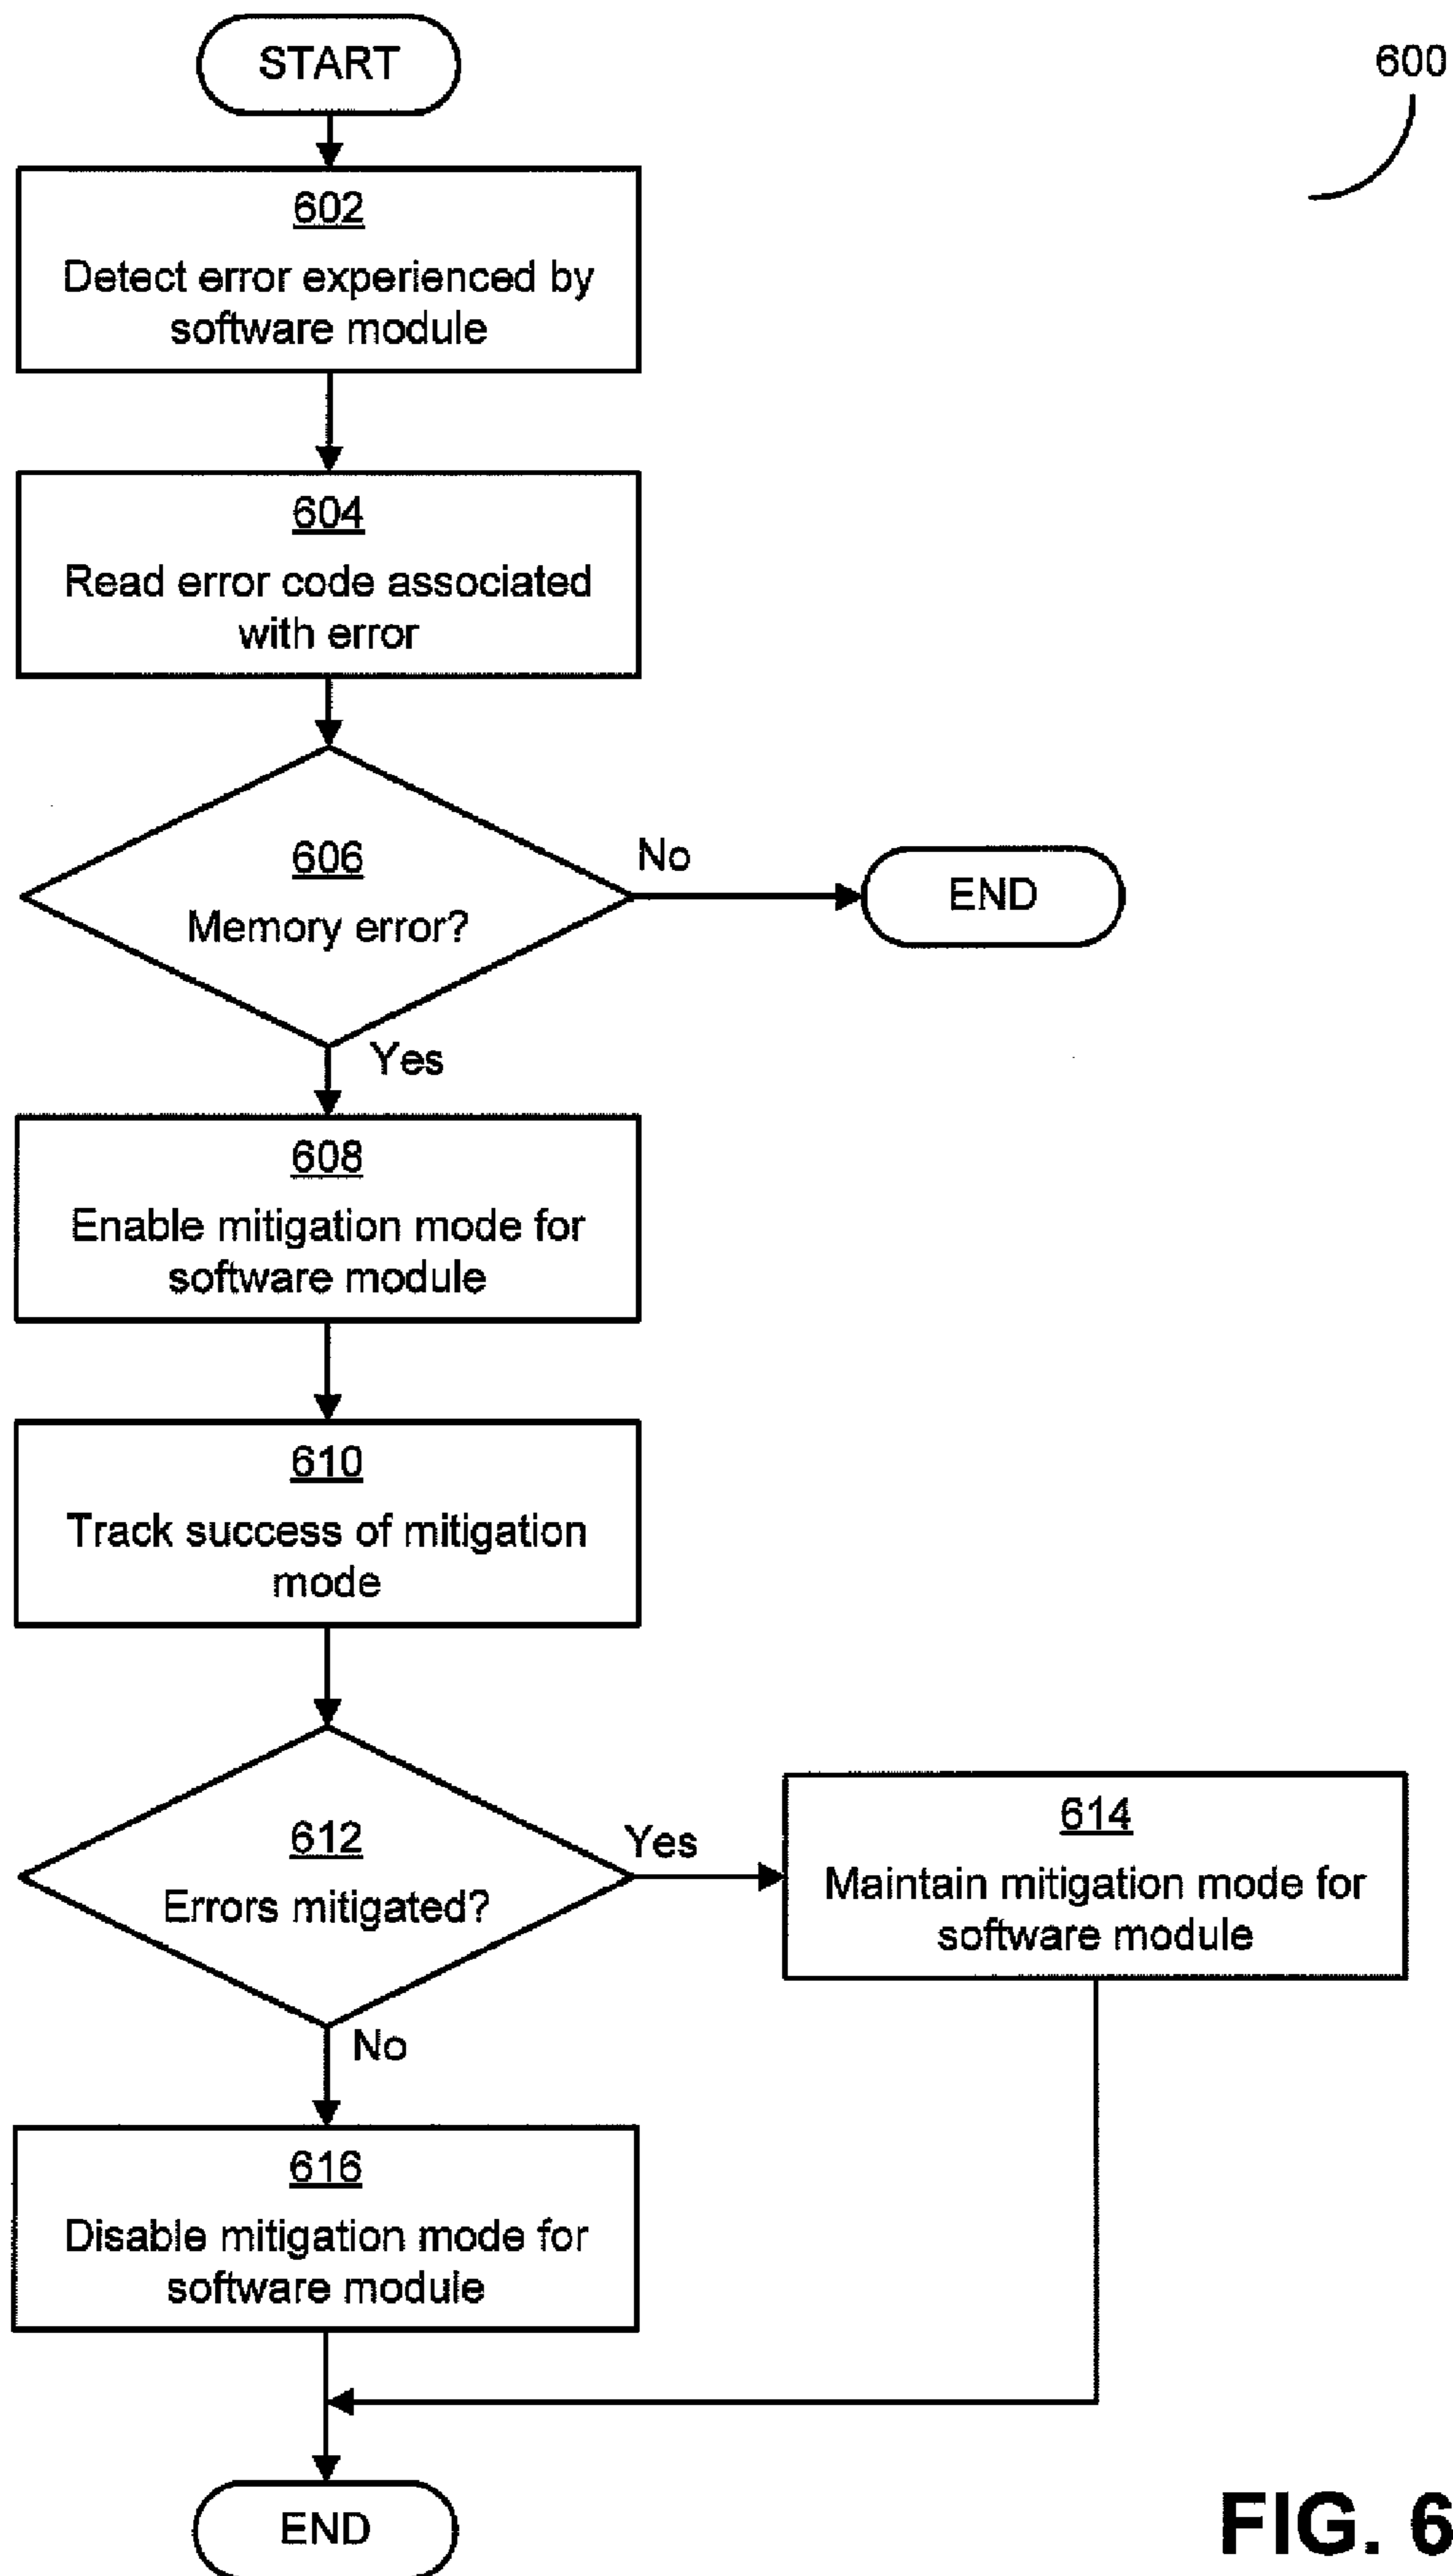 START
600
602
Detect error experienced by
software module
604
Read error code associated
with error
606
Memory error?
No
END
Yes
608
Enable mitigation mode for
software module
610
Track success of mitigation
mode
612
Errors mitigated?
Yes
614
Maintain mitigation mode for
software module
No
616
Disable mitigation mode for
software module
END
FIG. 6